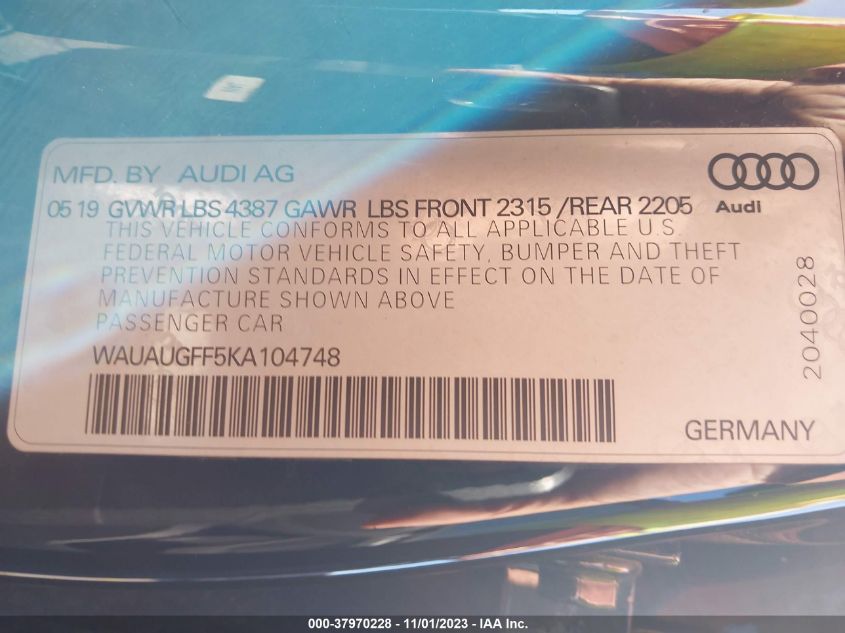 MFD. BY AUDI AG
05 19 GVWR LBS 4387 GAWR LBS FRONT 2315 /REAR 2205
Audi
THIS VEHICLE CONFORMS TO ALL APPLICABLE U.S.
FEDERAL MOTOR VEHICLE SAFETY, BUMPER AND THEFT
PREVENTION STANDARDS IN EFFECT ON THE DATE OF
MANUFACTURE SHOWN ABOVE
PASSENGER CAR
WAUAUGFF5KA104748
2040028
GERMANY
000-37970228 - 11/01/2023 - IAA Inc.